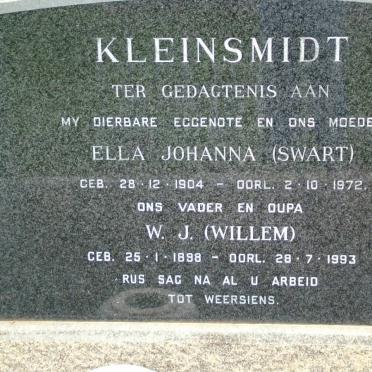 KLEINSMIDT
TER GEDAGTENIS AAN
MY DIERBARE EGGENOTE EN ONS MOEDE
ELLA JOHANNA (SWART)
GEB. 28-12-1904 - OORL. 2-10-1972.
ONS VADER EN OUPA
W. J. (WILLEM)
GEB. 25-1-1898 - OORL. 28-7-1993
RUS SAG NA AL U ARBEID
TOT WEERSIENS.